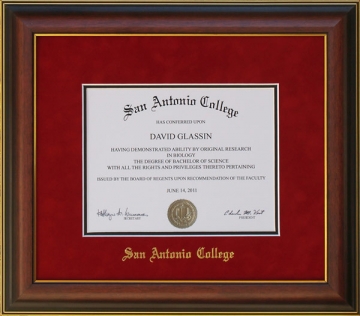 San Antonio College
HAS CONFERRED UPON
DAVID GLASSIN
HAVING DEMONSTRATED ABILITY BY ORIGINAL RESEARCH
IN BIOLOGY
THE DEGREE OF BACHELOR OF SCIENCE
WITH ALL THE RIGHTS AND PRIVILEGES THERETO PERTAINING
ISSUED BY THE BOARD OF REGENTS UPON RECOMMENDATION OF THE FACULTY
JUNE 14, 2011
SECRETARY
PRESIDENT
San Antonio College